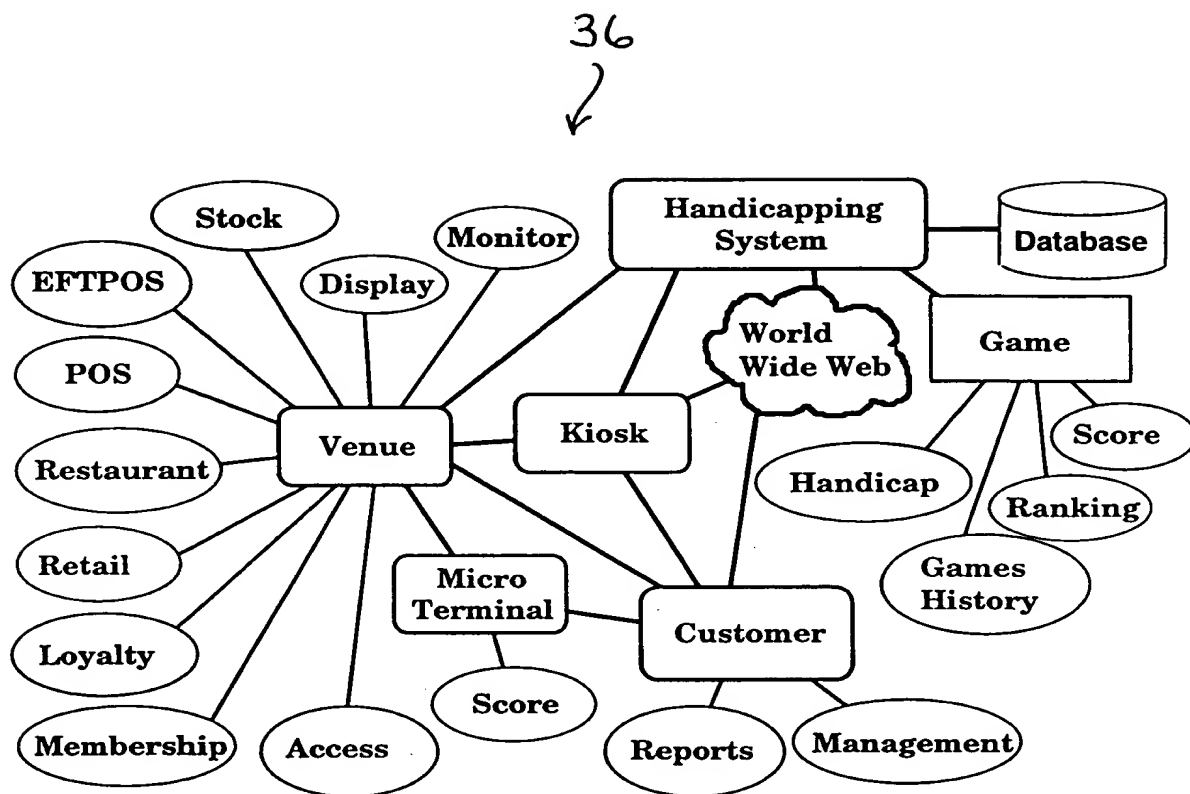 36
Handicapping
System
Database
Stock
Monitor
EFTPOS
Display
World
Wide Web
Game
POS
Venue
Kiosk
Score
Restaurant
Handicap
Ranking
Retail
Micro
Terminal
Games
History
Customer
Loyalty
Score
Membership
Access
Reports
Management